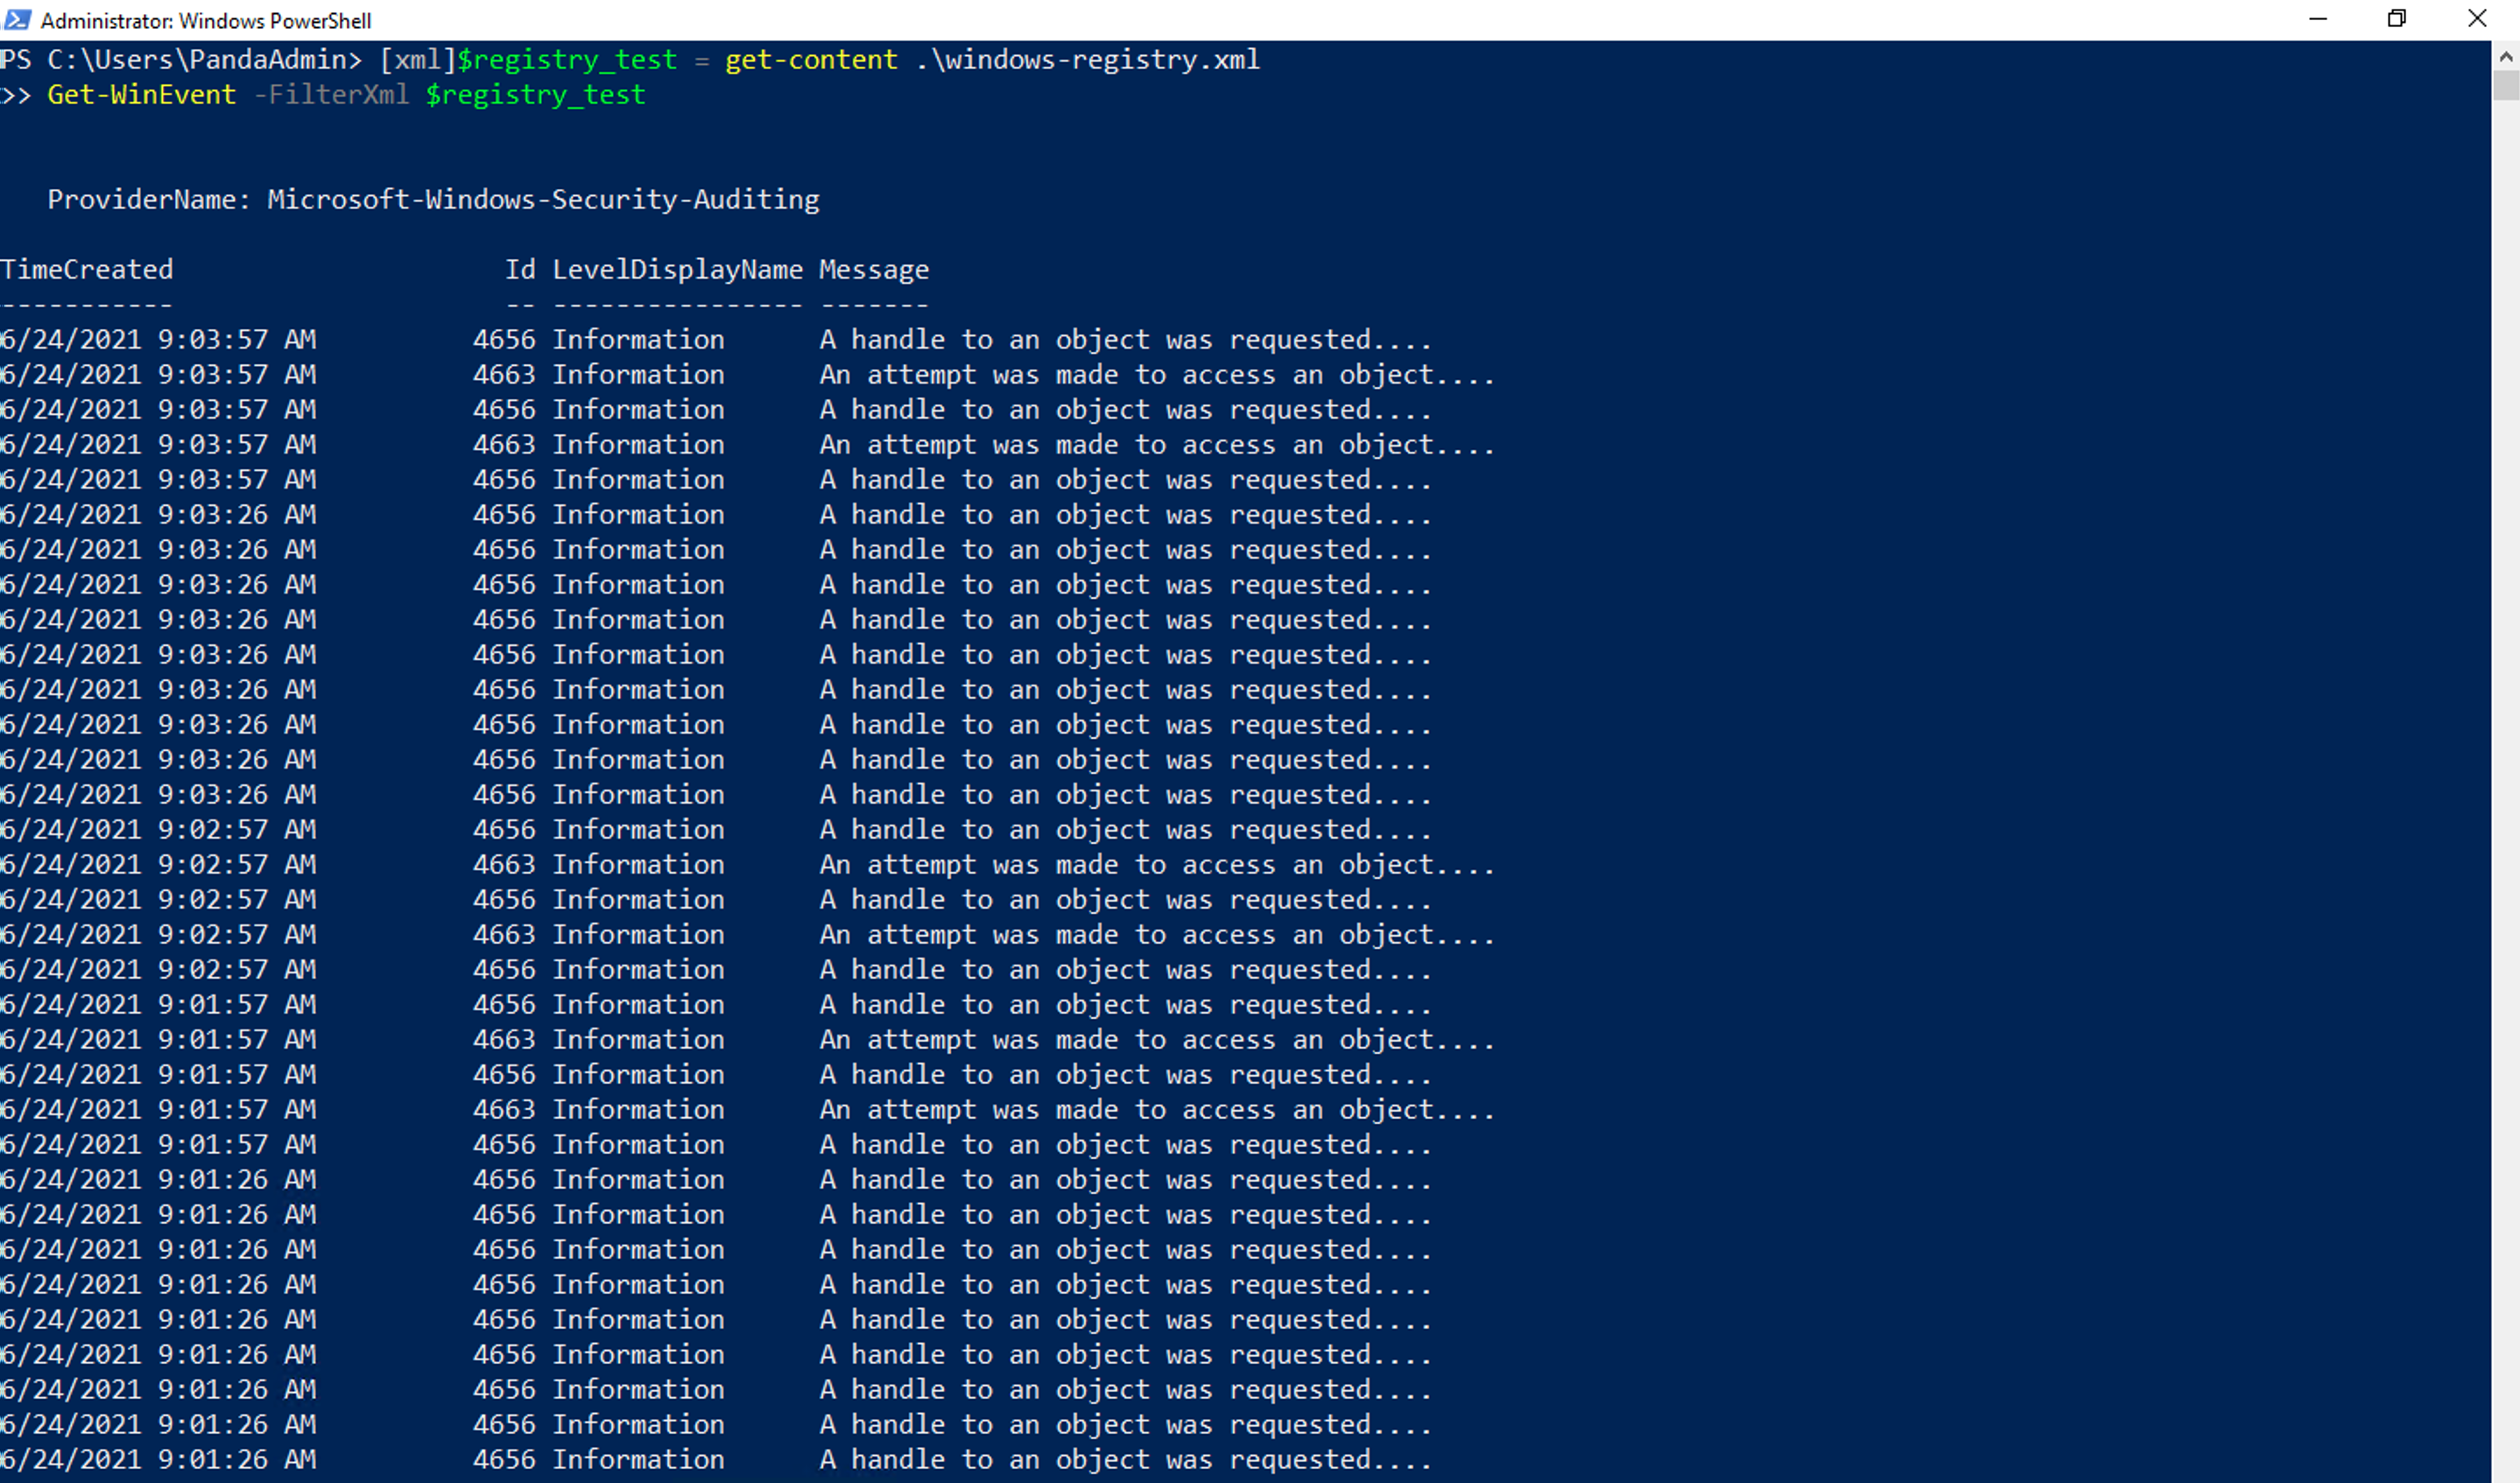 Administrator: Windows PowerShell
PS C:\Users\PandaAdmin> [xml]$registry_test = get-content .\windows-registry.xml
>> Get-WinEvent -FilterXml $registry_test
ProviderName: Microsoft-Windows-Security-Auditing
TimeCreated Id LevelDisplayName Message
----------- -- ---------------- -------
6/24/2021 9:03:57 AM 4656 Information A handle to an object was requested....
6/24/2021 9:03:57 AM 4663 Information An attempt was made to access an object....
6/24/2021 9:03:57 AM 4656 Information A handle to an object was requested....
6/24/2021 9:03:57 AM 4663 Information An attempt was made to access an object....
6/24/2021 9:03:57 AM 4656 Information A handle to an object was requested....
6/24/2021 9:03:26 AM 4656 Information A handle to an object was requested....
6/24/2021 9:03:26 AM 4656 Information A handle to an object was requested....
6/24/2021 9:03:26 AM 4656 Information A handle to an object was requested....
6/24/2021 9:03:26 AM 4656 Information A handle to an object was requested....
6/24/2021 9:03:26 AM 4656 Information A handle to an object was requested....
6/24/2021 9:03:26 AM 4656 Information A handle to an object was requested....
6/24/2021 9:03:26 AM 4656 Information A handle to an object was requested....
6/24/2021 9:03:26 AM 4656 Information A handle to an object was requested....
6/24/2021 9:03:26 AM 4656 Information A handle to an object was requested....
6/24/2021 9:02:57 AM 4656 Information A handle to an object was requested....
6/24/2021 9:02:57 AM 4663 Information An attempt was made to access an object....
6/24/2021 9:02:57 AM 4656 Information A handle to an object was requested....
6/24/2021 9:02:57 AM 4663 Information An attempt was made to access an object....
6/24/2021 9:02:57 AM 4656 Information A handle to an object was requested....
6/24/2021 9:01:57 AM 4656 Information A handle to an object was requested....
6/24/2021 9:01:57 AM 4663 Information An attempt was made to access an object....
6/24/2021 9:01:57 AM 4656 Information A handle to an object was requested....
6/24/2021 9:01:57 AM 4663 Information An attempt was made to access an object....
6/24/2021 9:01:57 AM 4656 Information A handle to an object was requested....
6/24/2021 9:01:26 AM 4656 Information A handle to an object was requested....
6/24/2021 9:01:26 AM 4656 Information A handle to an object was requested....
6/24/2021 9:01:26 AM 4656 Information A handle to an object was requested....
6/24/2021 9:01:26 AM 4656 Information A handle to an object was requested....
6/24/2021 9:01:26 AM 4656 Information A handle to an object was requested....
6/24/2021 9:01:26 AM 4656 Information A handle to an object was requested....
6/24/2021 9:01:26 AM 4656 Information A handle to an object was requested....
6/24/2021 9:01:26 AM 4656 Information A handle to an object was requested....
6/24/2021 9:01:26 AM 4656 Information A handle to an object was requested....